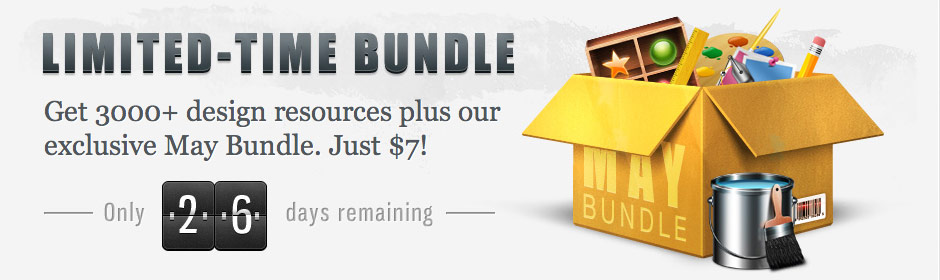 LIMITED-TIME BUNDLE
Get 3000+ design resources plus our
exclusive May Bundle. Just $7!
Only 26 days remaining
MAY
BUNDLE